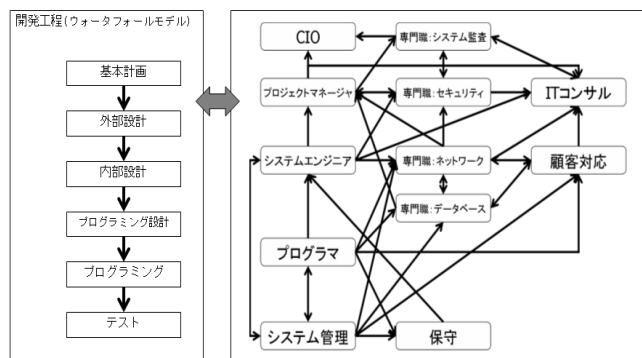 開発工程(ウォータフォールモデル)
基本計画
外部設計
内部設計
プログラミング設計
プログラミング
テスト
CIO
専門職:システム監査
プロジェクトマネージャ
専門職:セキュリティ
ITコンサル
システムエンジニア
専門職:ネットワーク
顧客対応
専門職:データベース
プログラマ
システム管理
保守